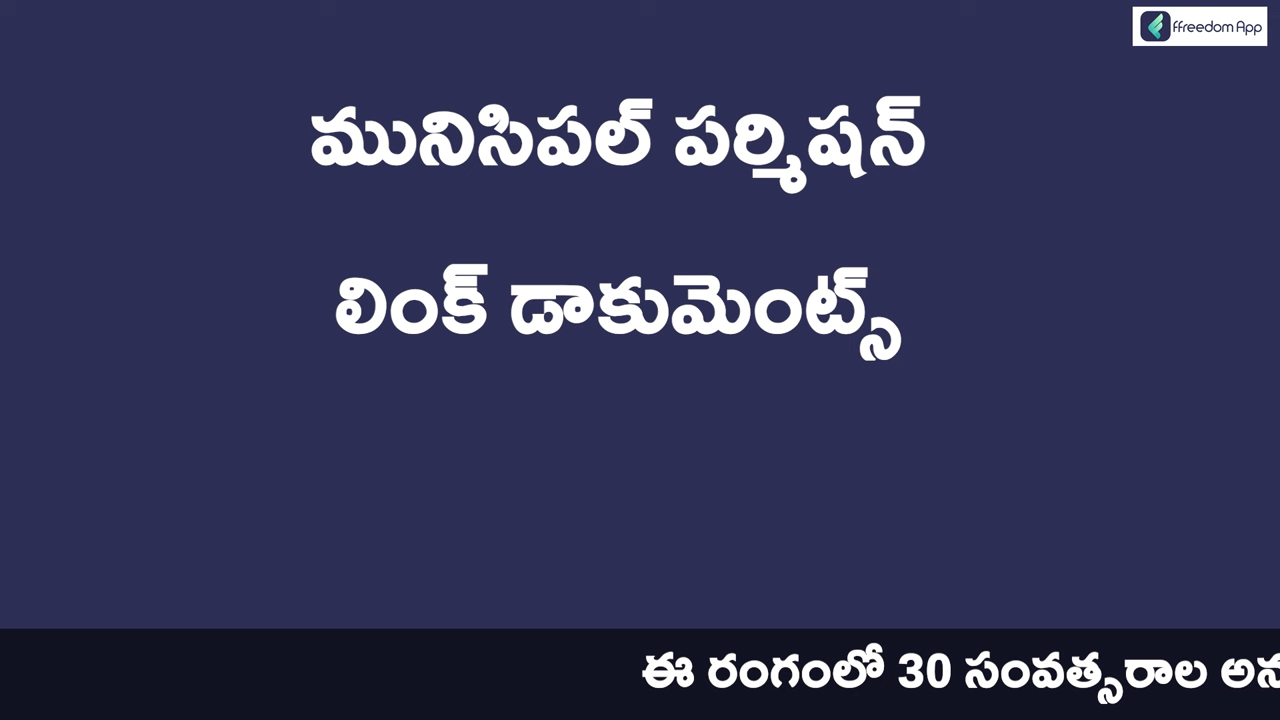 ffreedom App
మునిసిపల్ పర్మిషన్
లింక్ డాకుమెంట్స్
ఈ రంగంలో 30 సంవత్సరాల